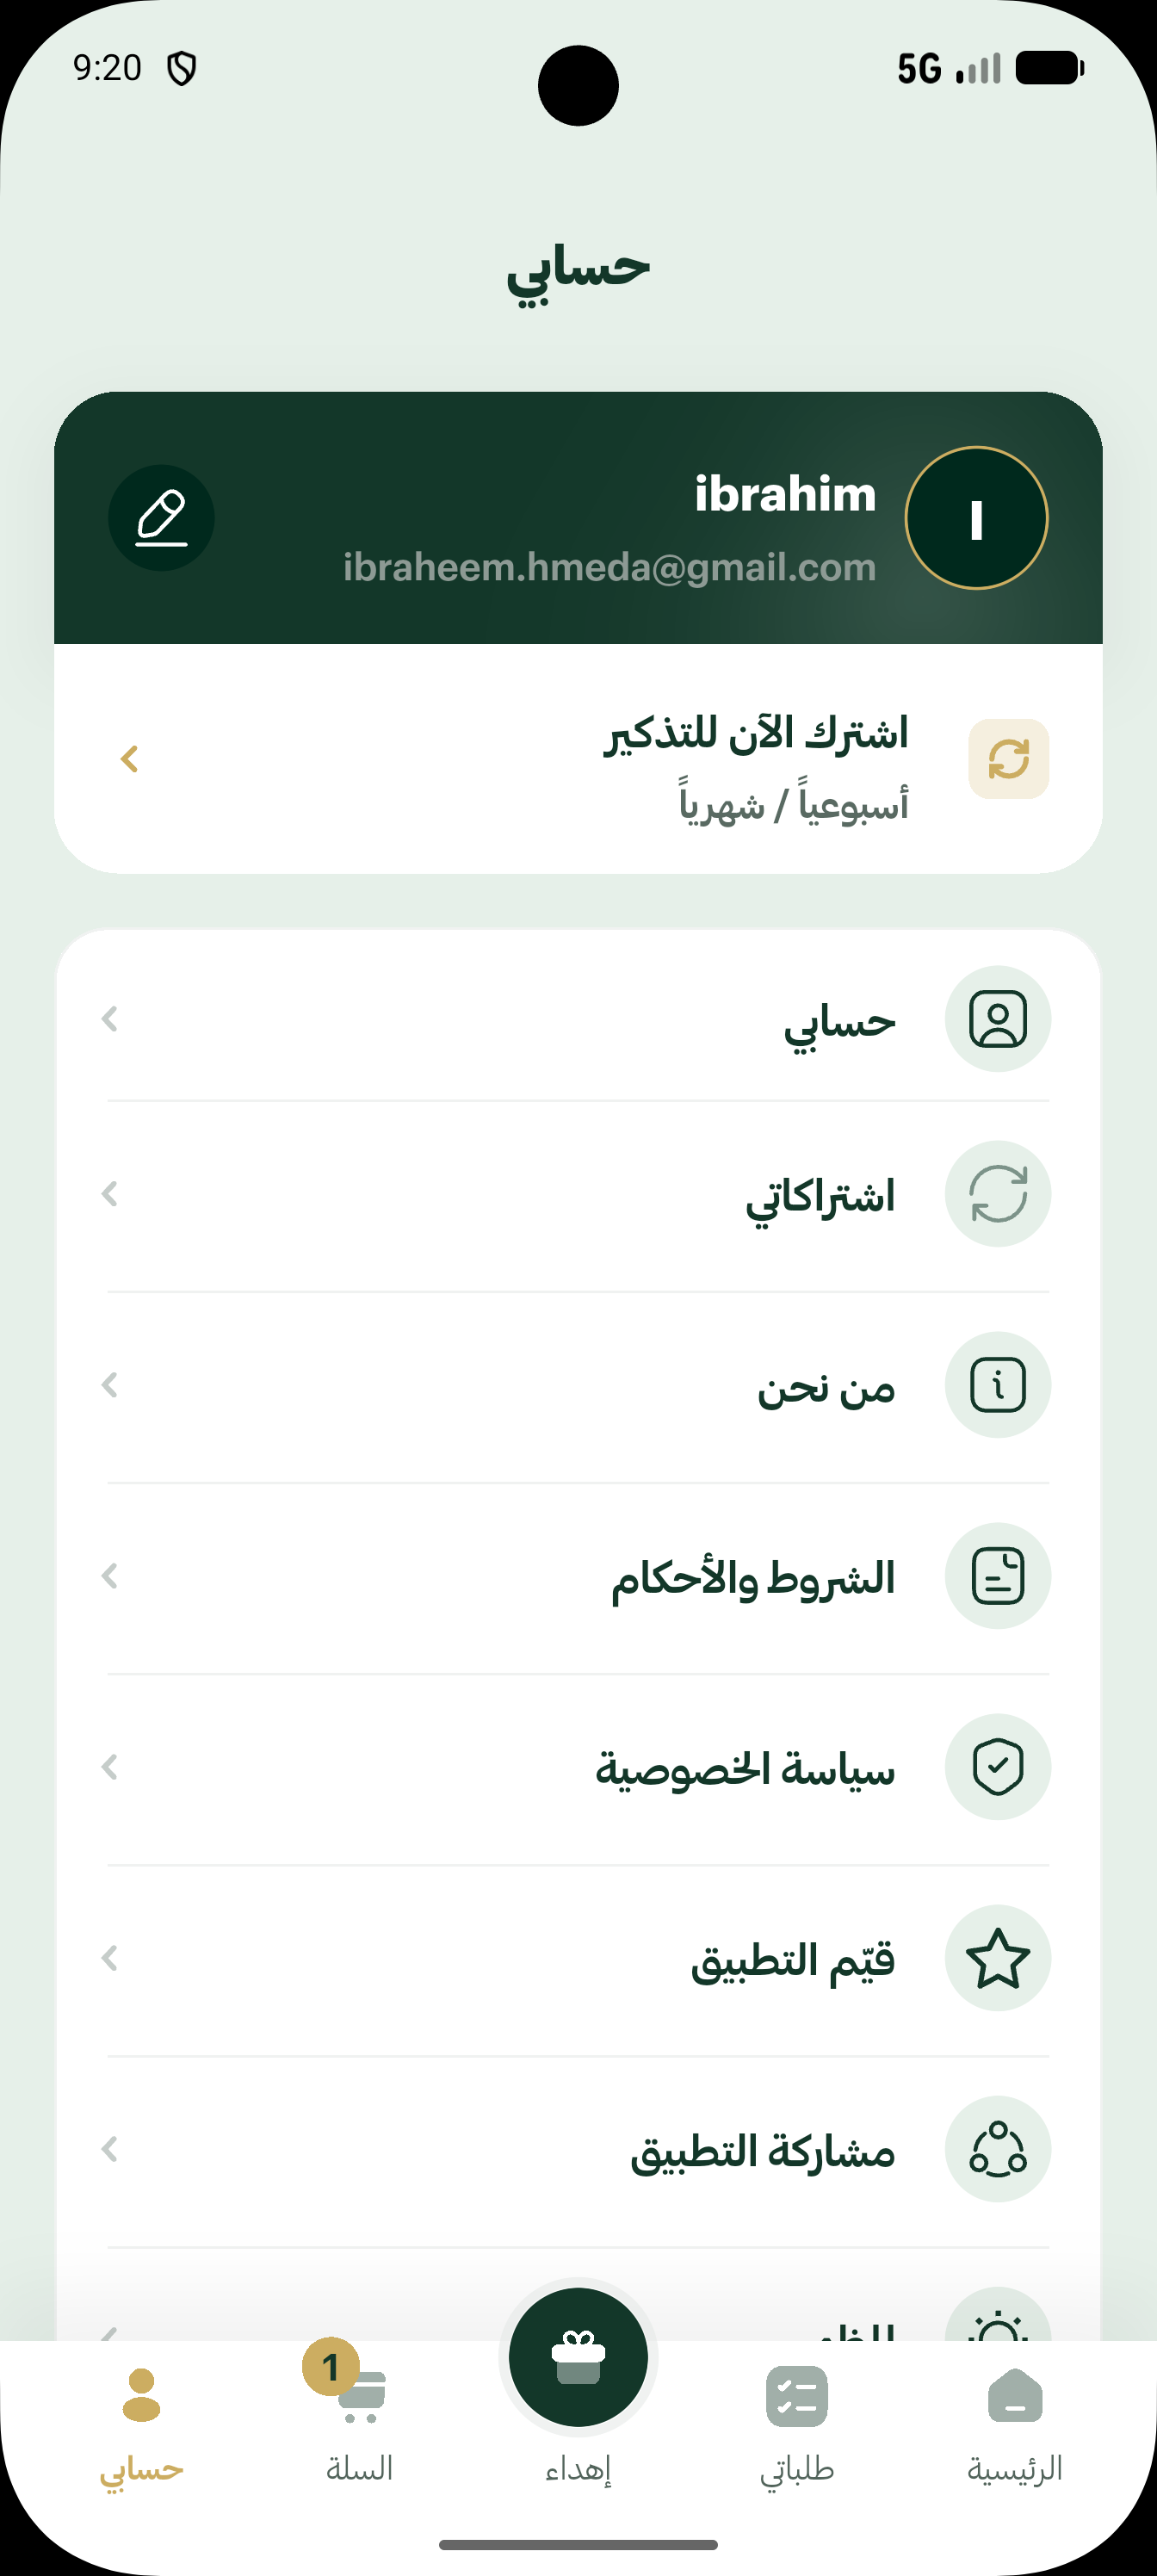 9:20
5G
حسابي
I
ibrahim
ibraheem.hmeda@gmail.com
اشترك الآن للتذكير
أسبوعياً / شهرياً
حسابي
اشتراكاتي
من نحن
الشروط والأحكام
سياسة الخصوصية
قيّم التطبيق
مشاركة التطبيق
الرئيسية
طلباتي
إهداء
1
السلة
حسابي